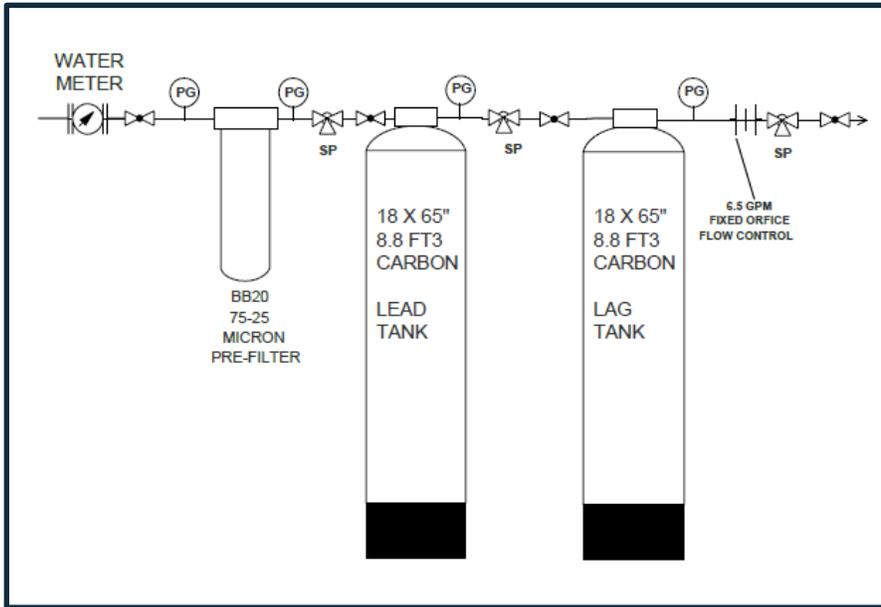 WATER
METER
PG
PG
SP
PG
SP
PG
SP
6.5 GPM
FIXED ORFICE
FLOW CONTROL
BB20
75-25
MICRON
PRE-FILTER
18 X 65"
8.8 FT3
CARBON
LEAD
TANK
18 X 65"
8.8 FT3
CARBON
LAG
TANK